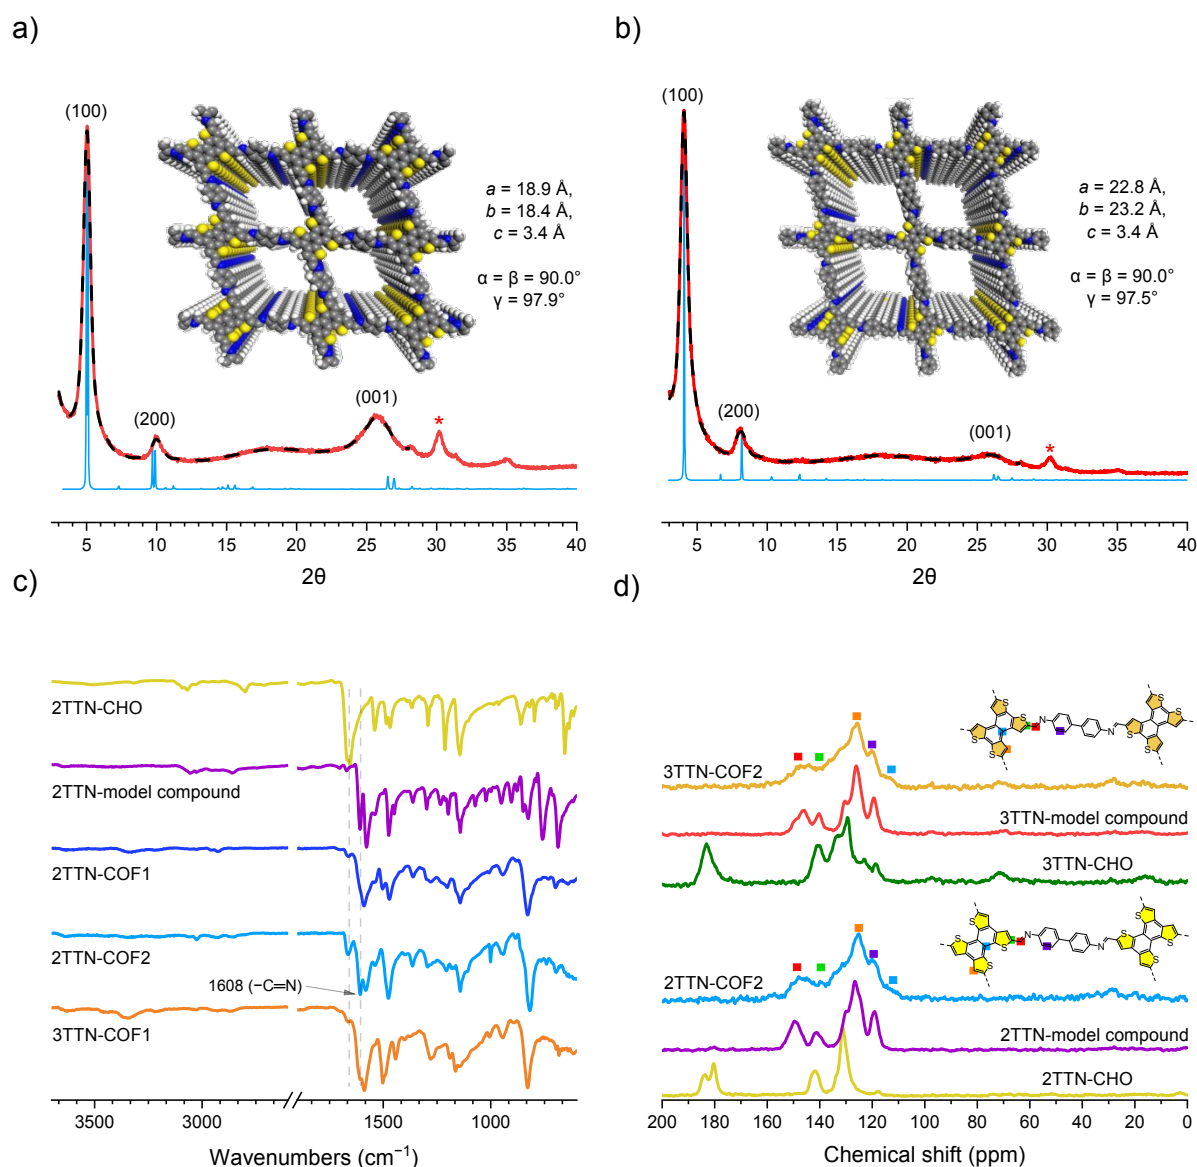 a)
(100)
a = 18.9 Å,
b = 18.4 Å,
c = 3.4 Å
α = β = 90.0°
γ = 97.9°
(200)
(001)
*
5 10 15 20 25 30 35 40
2θ
b)
(100)
a = 22.8 Å,
b = 23.2 Å,
c = 3.4 Å
α = β = 90.0°
γ = 97.5°
(200)
(001)
*
5 10 15 20 25 30 35 40
2θ
c)
2TTN-CHO
2TTN-model compound
2TTN-COF1
2TTN-COF2
1608 (−C=N)
3TTN-COF1
3500 3000 1500 1000
Wavenumbers (cm⁻¹)
d)
S S S S N N S S S S
3TTN-COF2
3TTN-model compound
3TTN-CHO
S S S S N N S S S S
2TTN-COF2
2TTN-model compound
2TTN-CHO
200 180 160 140 120 100 80 60 40 20 0
Chemical shift (ppm)